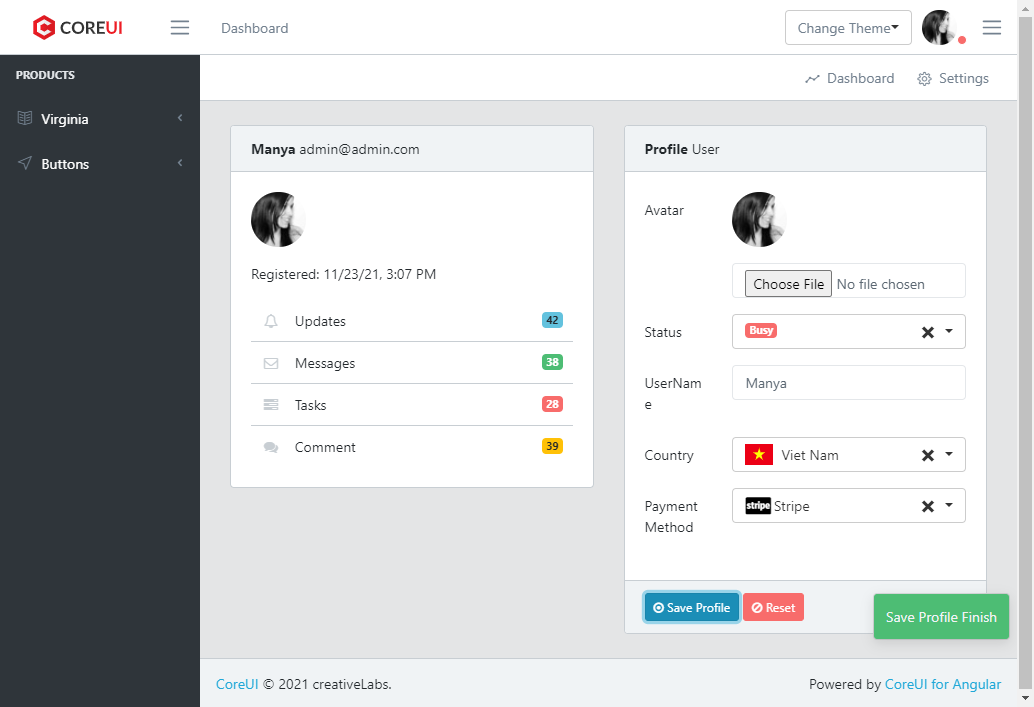 COREUI
Dashboard
Change Theme
PRODUCTS
Virginia
Buttons
Dashboard
Settings
Manya admin@admin.com
Registered: 11/23/21, 3:07 PM
Updates 42
Messages 38
Tasks 28
Comment 39
Profile User
Avatar
Choose File No file chosen
Status Busy
UserNam
e
Manya
Country Viet Nam
Payment
Method
stripe Stripe
Save Profile
Reset
Save Profile Finish
CoreUI © 2021 creativeLabs.
Powered by CoreUI for Angular